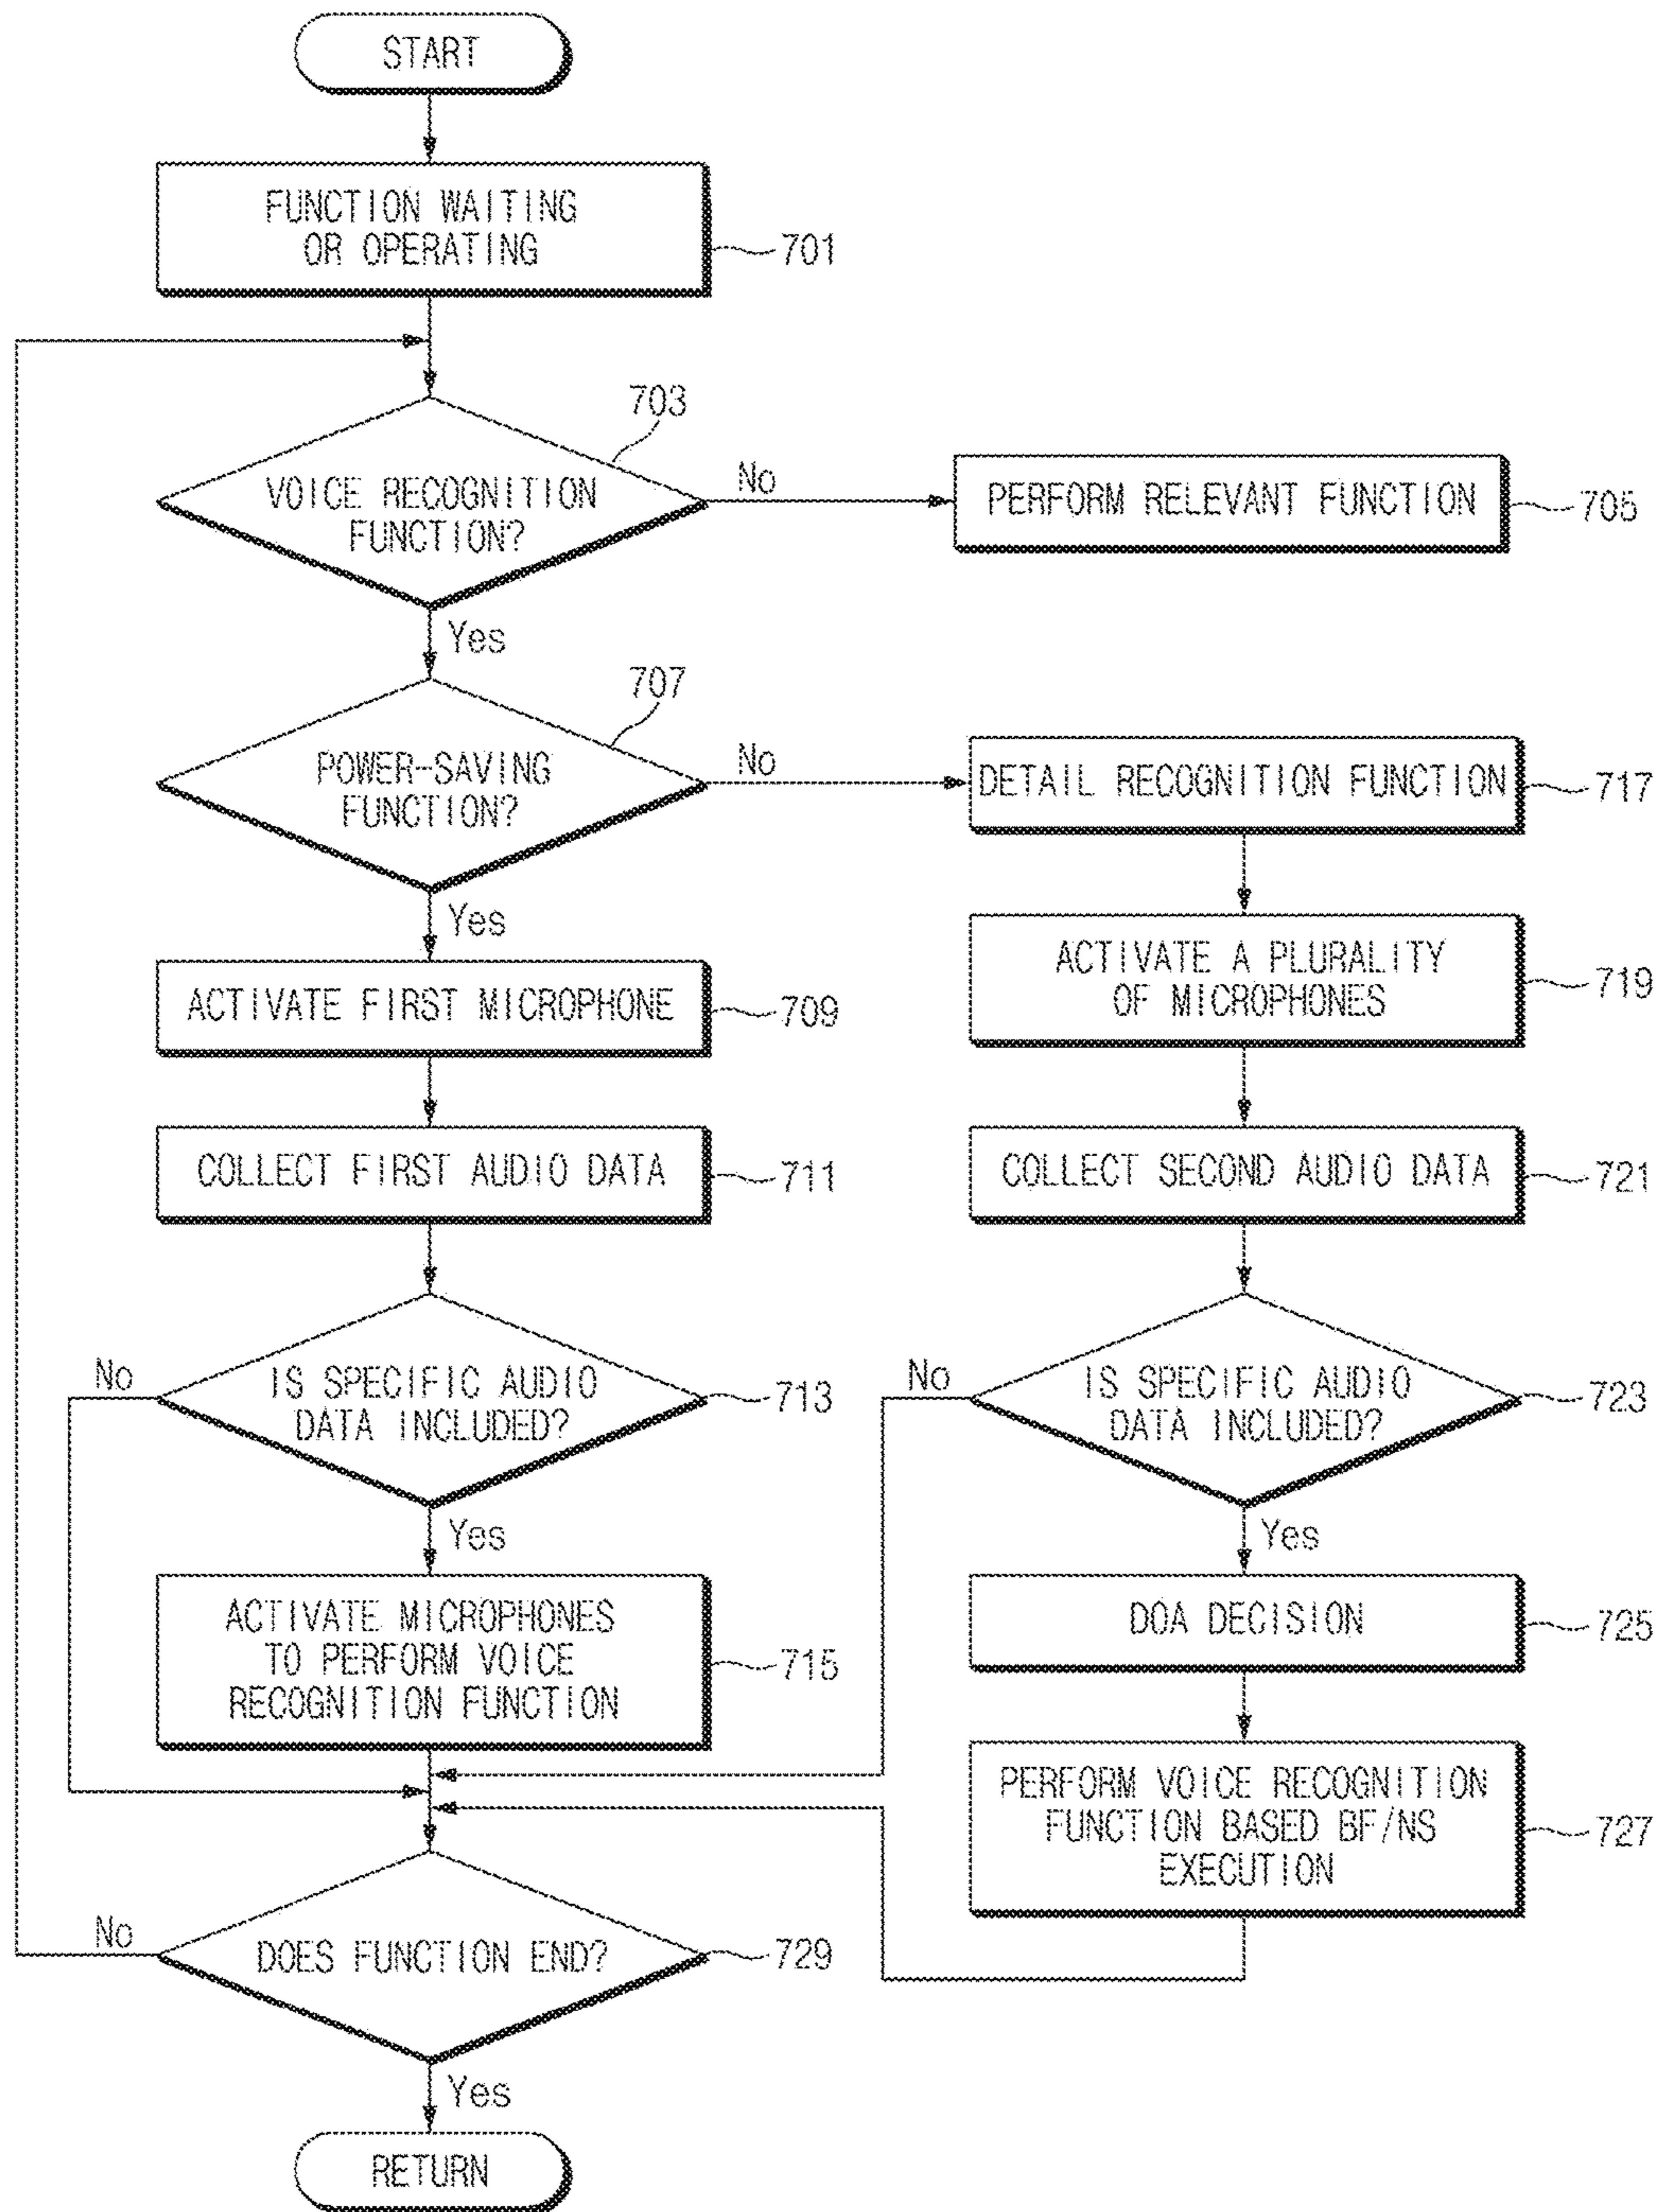 START
FUNCTION WAITING
OR OPERATING
701
703
VOICE RECOGNITION
FUNCTION?
No
PERFORM RELEVANT FUNCTION
705
Yes
707
POWER-SAVING
FUNCTION?
No
DETAIL RECOGNITION FUNCTION
717
Yes
ACTIVATE FIRST MICROPHONE
709
ACTIVATE A PLURALITY
OF MICROPHONES
719
COLLECT FIRST AUDIO DATA
711
COLLECT SECOND AUDIO DATA
721
No
IS SPECIFIC AUDIO
DATA INCLUDED?
713
No
IS SPECIFIC AUDIO
DATA INCLUDED?
723
Yes
Yes
ACTIVATE MICROPHONES
TO PERFORM VOICE
RECOGNITION FUNCTION
715
DOA DECISION
725
PERFORM VOICE RECOGNITION
FUNCTION BASED BF/NS
EXECUTION
727
No
DOES FUNCTION END?
729
Yes
RETURN